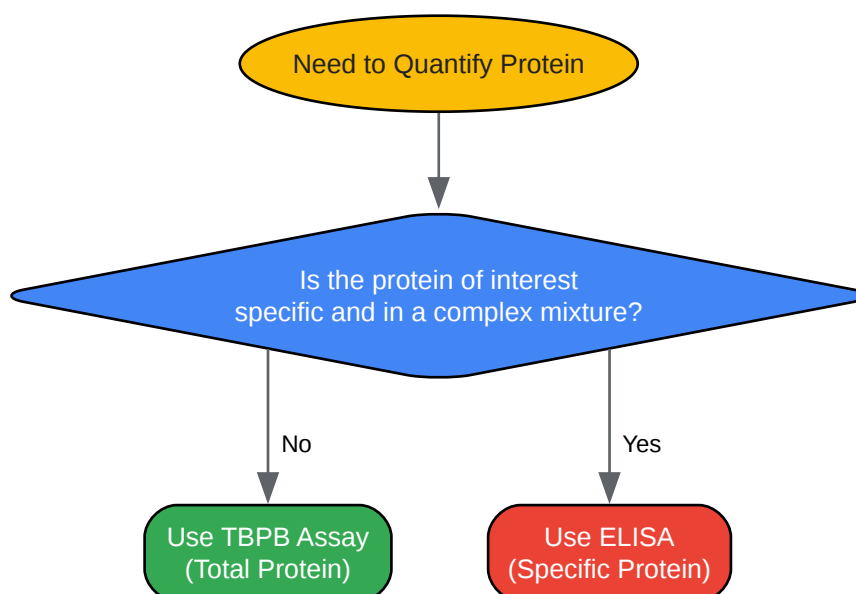 Need to Quantify Protein
Is the protein of interest
specific and in a complex mixture?
No
Yes
Use TBPB Assay
(Total Protein)
Use ELISA
(Specific Protein)